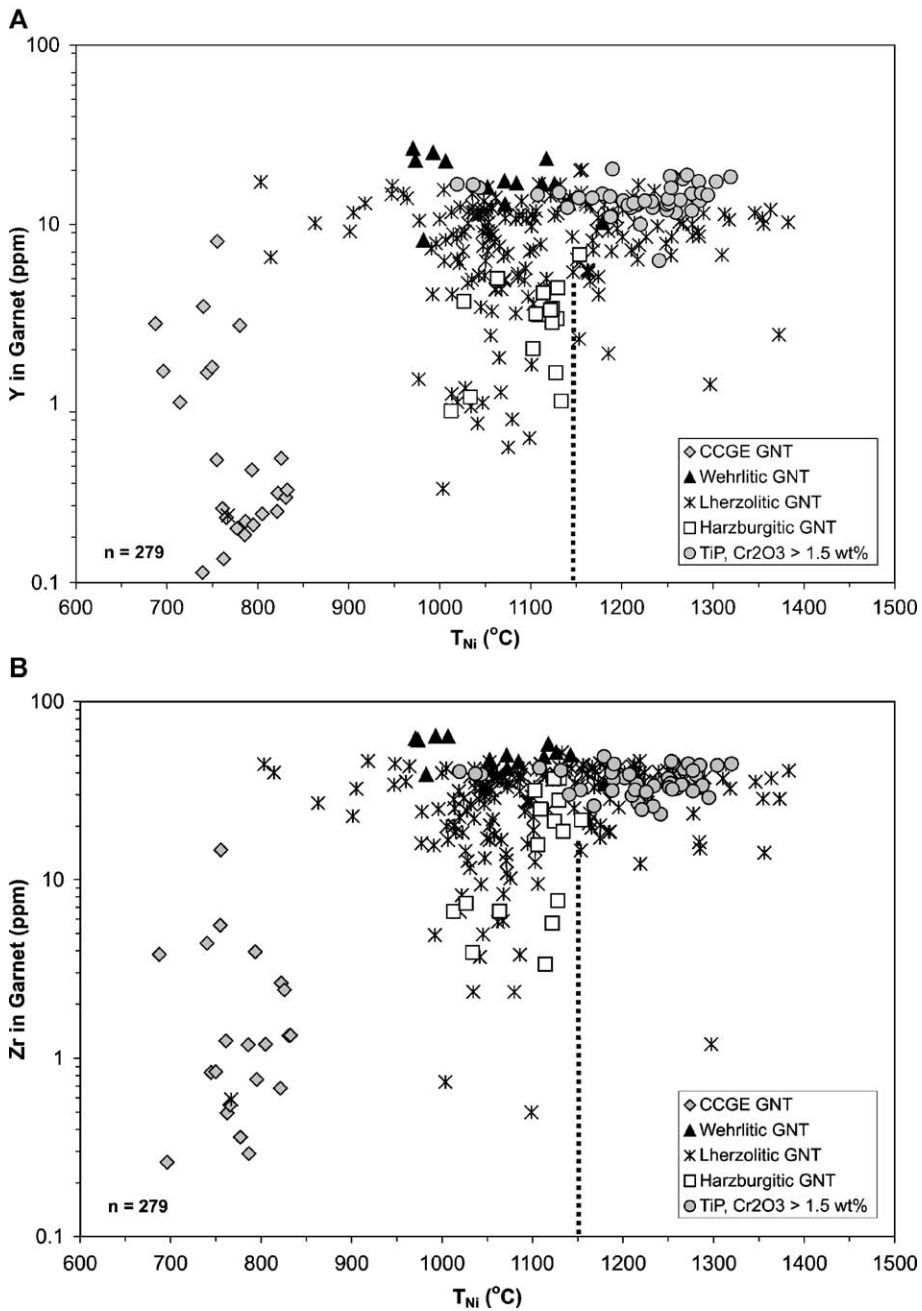 A
100
10
1
0.1
Y in Garnet (ppm)
n = 279
CCGE GNT
Wehrlitic GNT
Lherzolitic GNT
Harzburgitic GNT
TiP, Cr2O3 > 1.5 wt%
600 700 800 900 1000 1100 1200 1300 1400 1500
TNi (oC)
B
100
10
1
0.1
Zr in Garnet (ppm)
n = 279
CCGE GNT
Wehrlitic GNT
Lherzolitic GNT
Harzburgitic GNT
TiP, Cr2O3 > 1.5 wt%
600 700 800 900 1000 1100 1200 1300 1400 1500
TNi (oC)